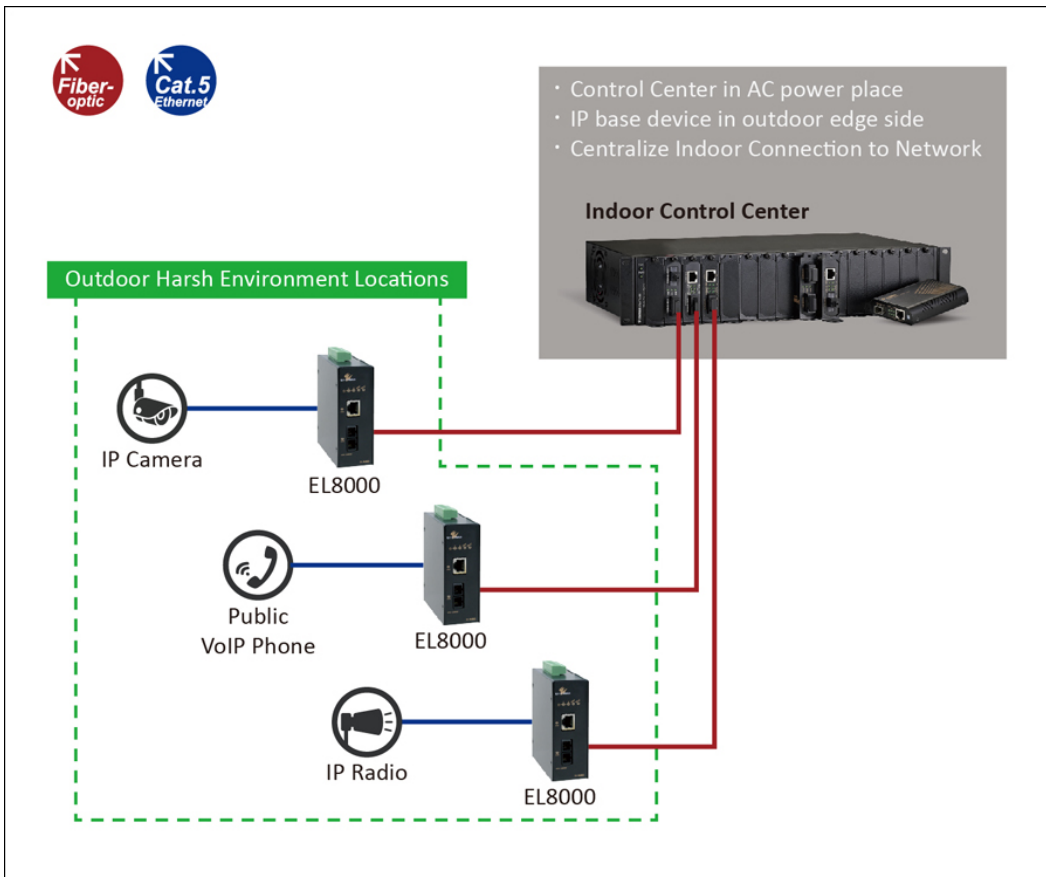 Fiber-
optic
Cat.5
Ethernet
· Control Center in AC power place
· IP base device in outdoor edge side
· Centralize Indoor Connection to Network
Indoor Control Center
Outdoor Harsh Environment Locations
IP Camera
EL8000
Public
VoIP Phone
EL8000
IP Radio
EL8000